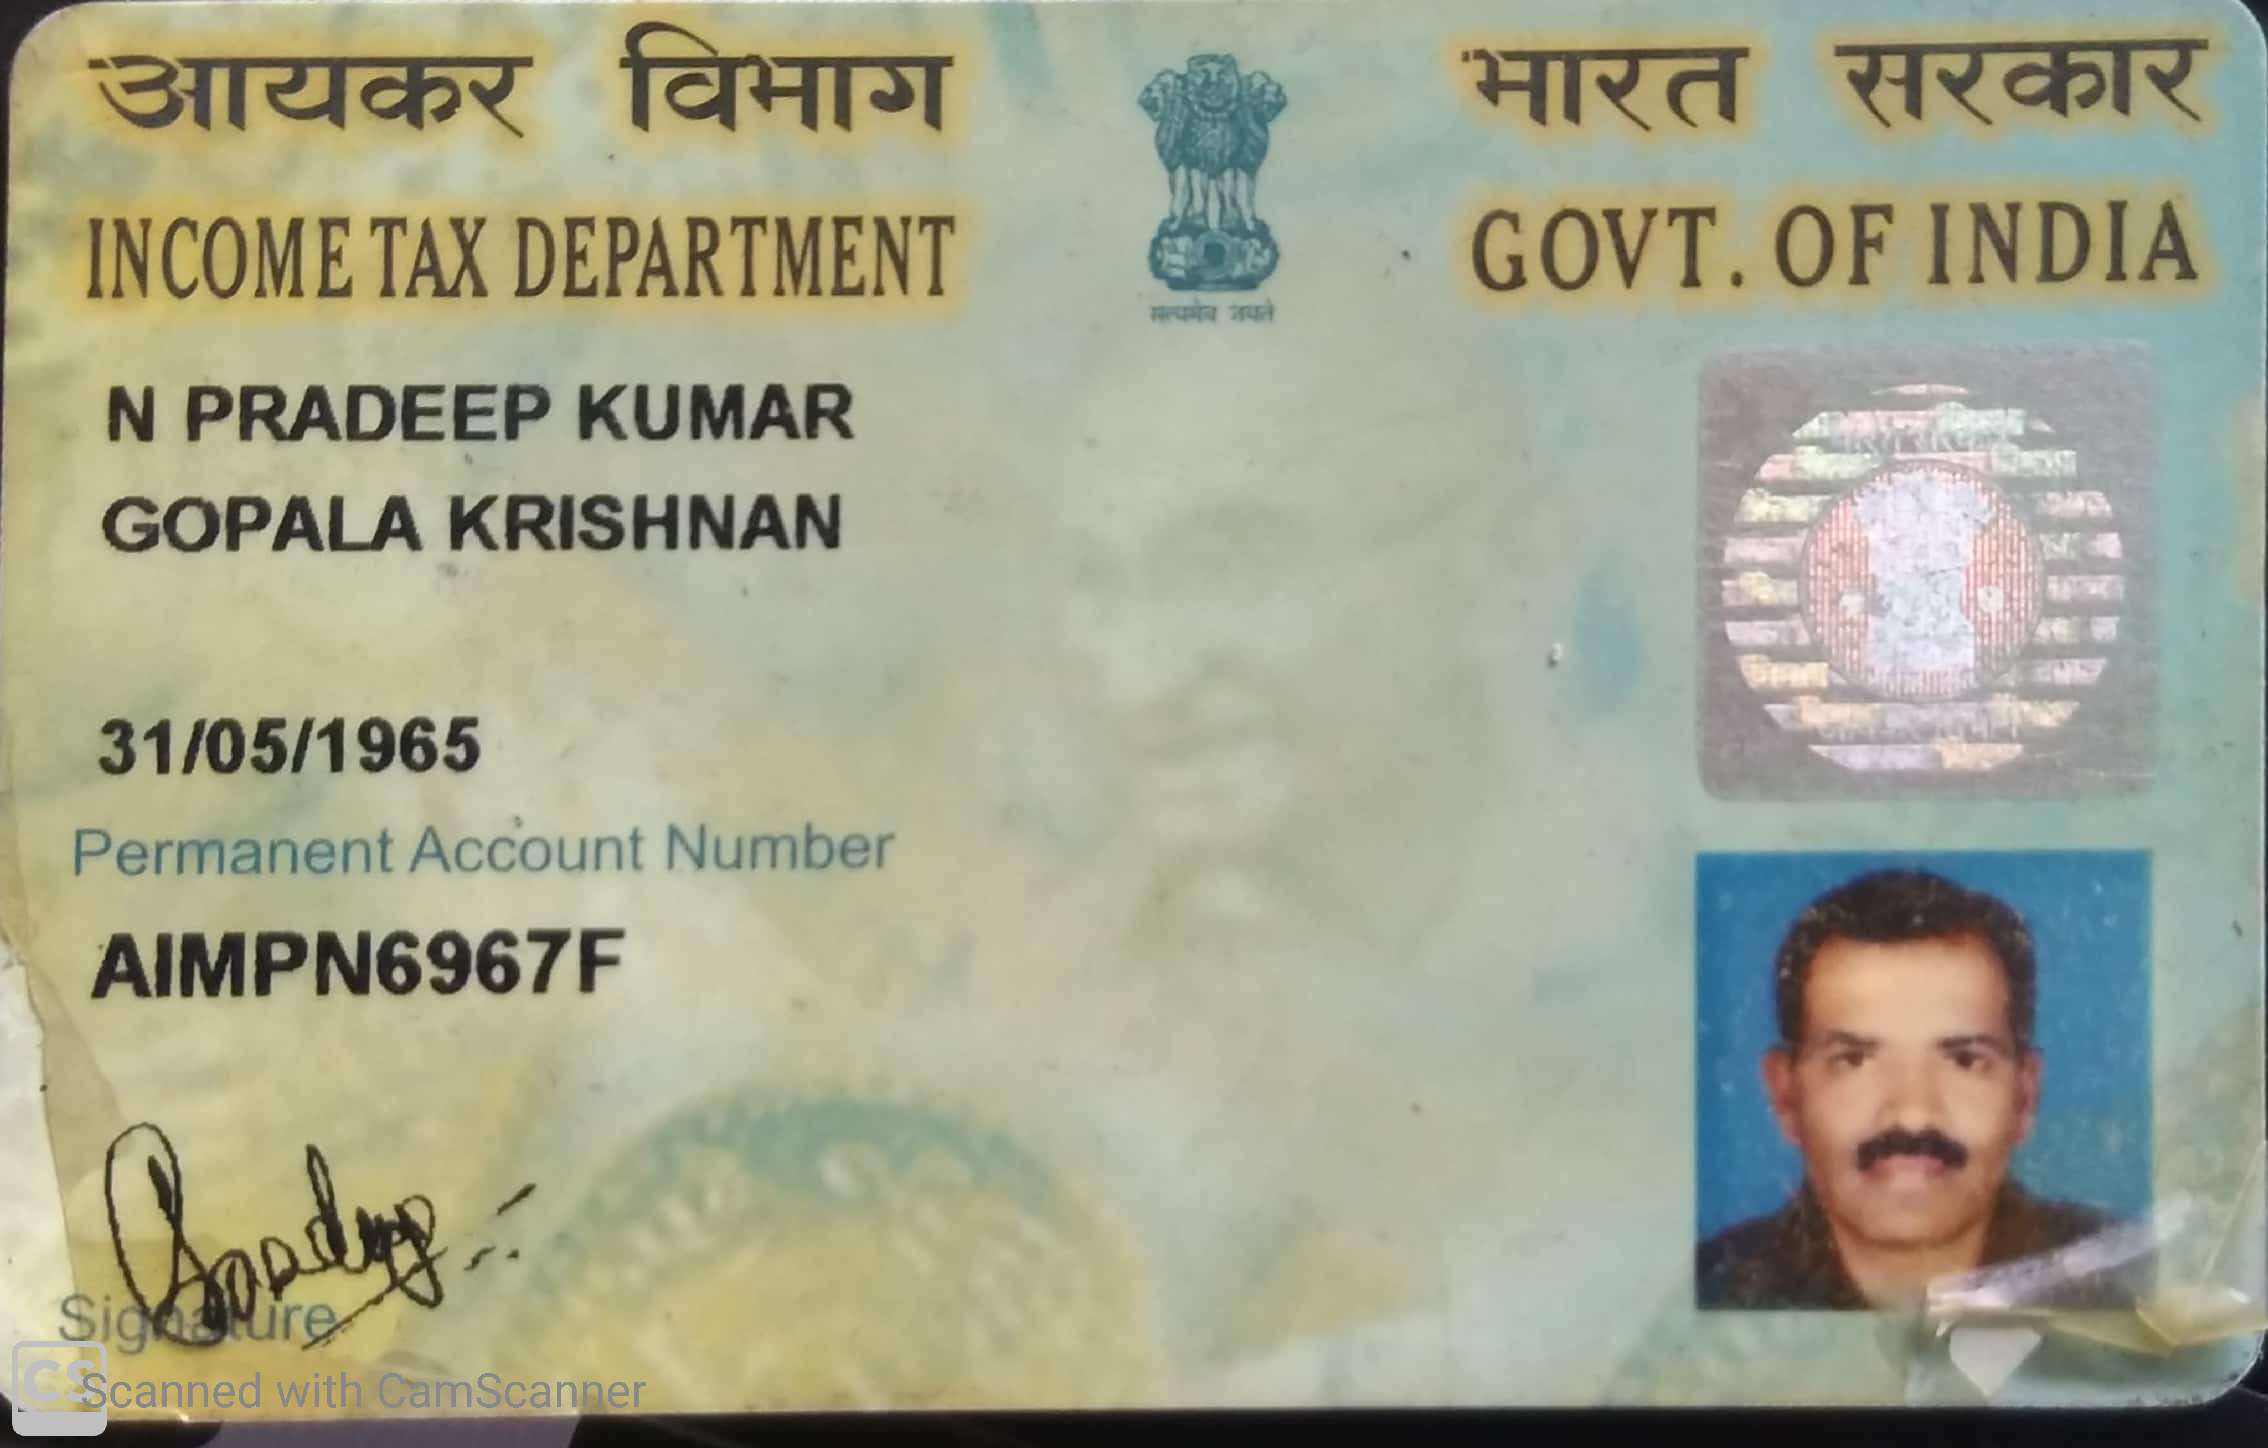 आयकर विभाग
भारत सरकार
INCOME TAX DEPARTMENT
GOVT. OF INDIA
सत्यमेव जयते
N PRADEEP KUMAR
GOPALA KRISHNAN
31/05/1965
Permanent Account Number
AIMPN6967F
Pradeep
Signature
CS Scanned with CamScanner